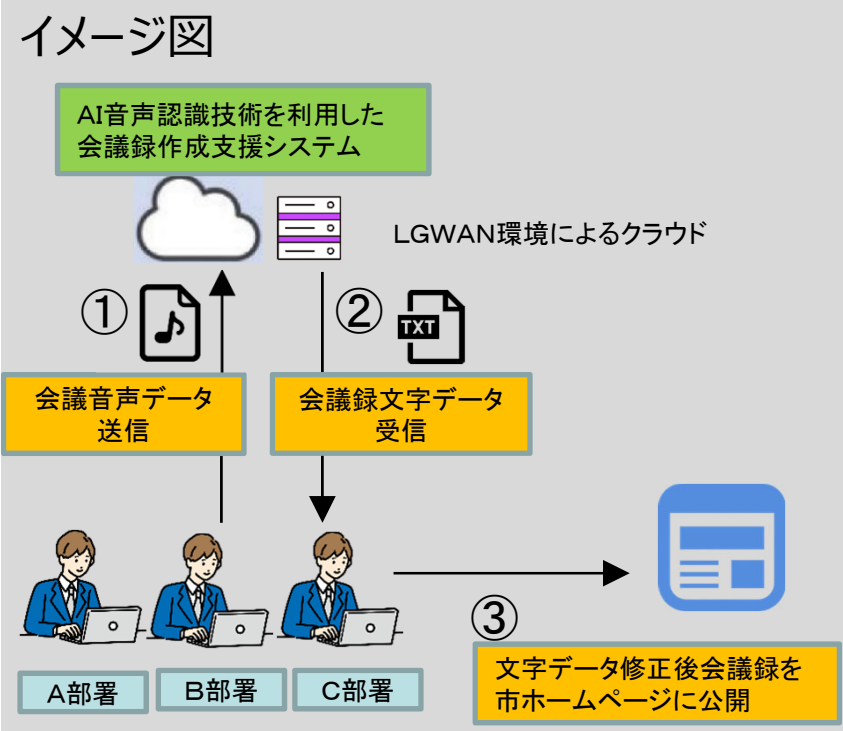 イメージ図
AI音声認識技術を利用した
会議録作成支援システム
LGWAN環境によるクラウド
①
②
TXT
会議音声データ
送信
会議録文字データ
受信
③
文字データ修正後会議録を
市ホームページに公開
A部署
B部署
C部署